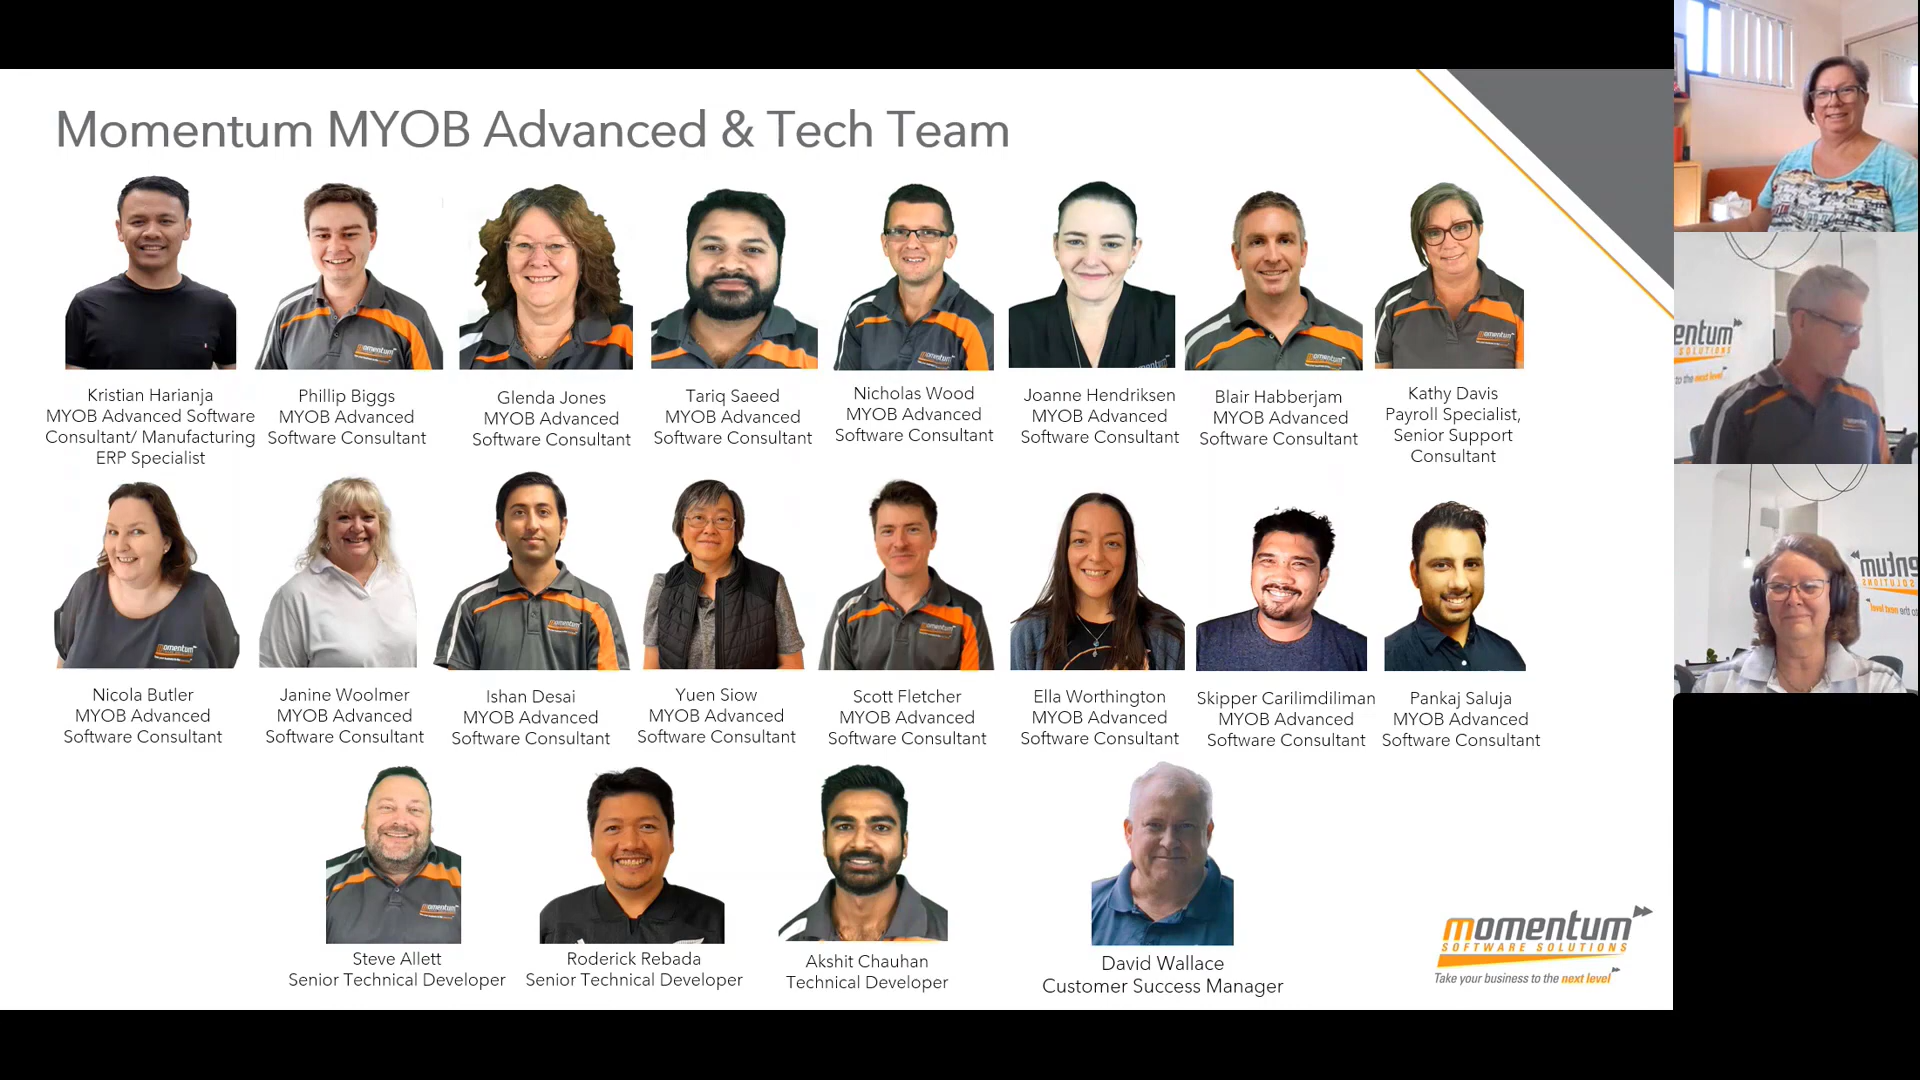 Momentum MYOB Advanced & Tech Team
Kristian Harianja
MYOB Advanced Software
Consultant/ Manufacturing
ERP Specialist
Phillip Biggs
MYOB Advanced
Software Consultant
Glenda Jones
MYOB Advanced
Software Consultant
Tariq Saeed
MYOB Advanced
Software Consultant
Nicholas Wood
MYOB Advanced
Software Consultant
Joanne Hendriksen
MYOB Advanced
Software Consultant
Blair Habberjam
MYOB Advanced
Software Consultant
Kathy Davis
Payroll Specialist,
Senior Support
Consultant
Nicola Butler
MYOB Advanced
Software Consultant
Janine Woolmer
MYOB Advanced
Software Consultant
Ishan Desai
MYOB Advanced
Software Consultant
Yuen Siow
MYOB Advanced
Software Consultant
Scott Fletcher
MYOB Advanced
Software Consultant
Ella Worthington
MYOB Advanced
Software Consultant
Skipper Carilimdiliman
MYOB Advanced
Software Consultant
Pankaj Saluja
MYOB Advanced
Software Consultant
Steve Allett
Senior Technical Developer
Roderick Rebada
Senior Technical Developer
Akshit Chauhan
Technical Developer
David Wallace
Customer Success Manager
momentum
SOFTWARE SOLUTIONS
Take your business to the next level
entum
SOLUTIONS
to the next level